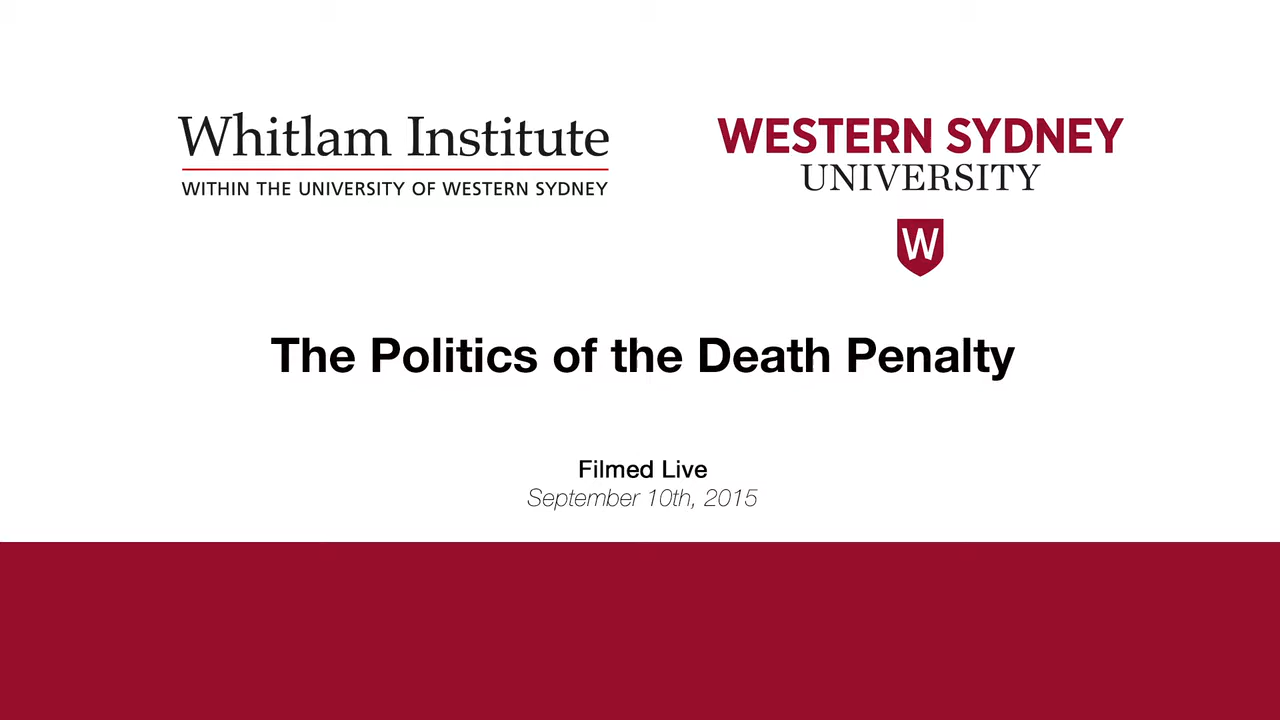 Whitlam Institute
WITHIN THE UNIVERSITY OF WESTERN SYDNEY
WESTERN SYDNEY
UNIVERSITY
W
The Politics of the Death Penalty
Filmed Live
September 10th, 2015